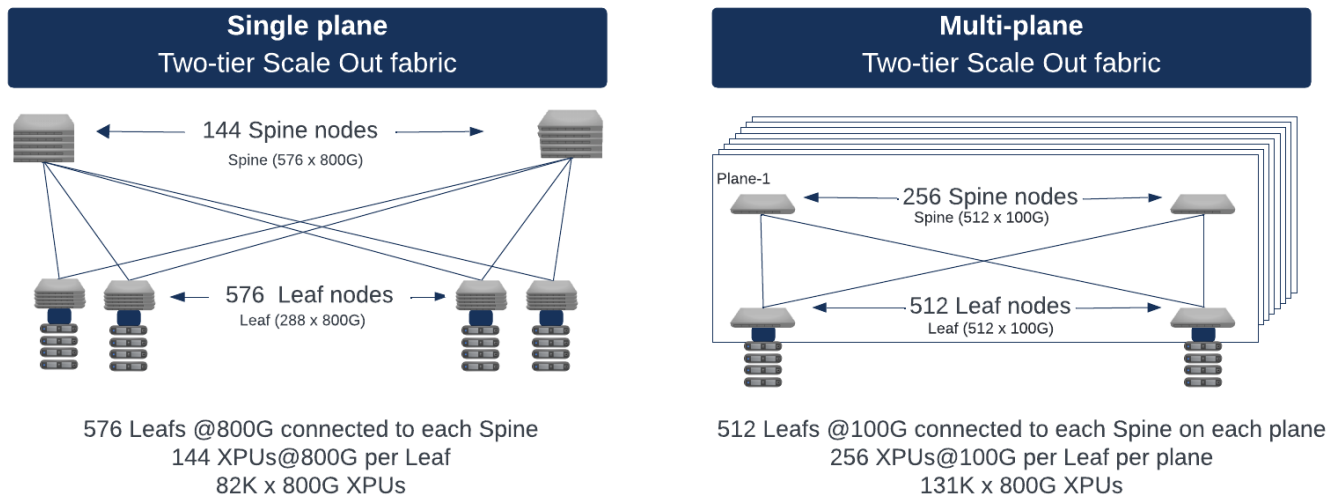 Single plane
Two-tier Scale Out fabric
144 Spine nodes
Spine (576 x 800G)
576 Leaf nodes
Leaf (288 x 800G)
576 Leafs @800G connected to each Spine
144 XPUs@800G per Leaf
82K x 800G XPUs
Multi-plane
Two-tier Scale Out fabric
Plane-1
256 Spine nodes
Spine (512 x 100G)
512 Leaf nodes
Leaf (512 x 100G)
512 Leafs @100G connected to each Spine on each plane
256 XPUs@100G per Leaf per plane
131K x 800G XPUs